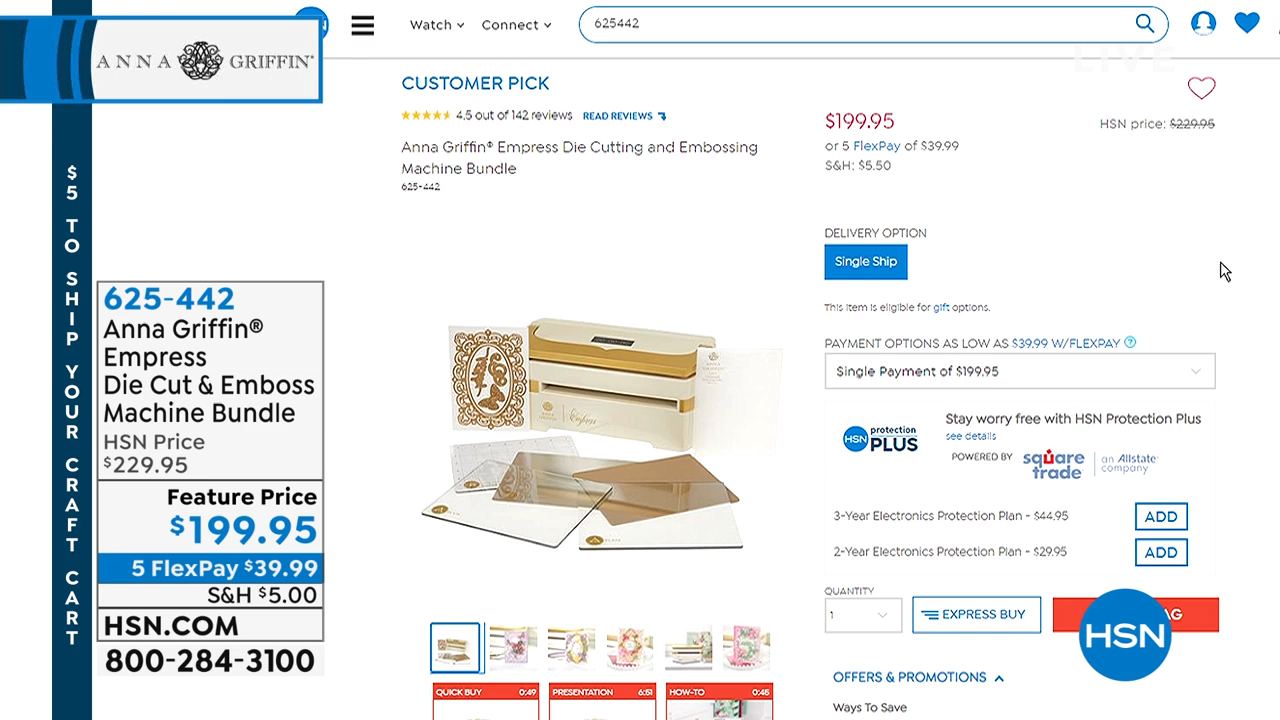 ANNA GRIFFIN®
$5 TO SHIP YOUR CRAFT CART
625-442
Anna Griffin®
Empress
Die Cut & Emboss
Machine Bundle
HSN Price
$229.95
Feature Price
$199.95
5 FlexPay $39.99
S&H $5.00
HSN.COM
800-284-3100
Watch
Connect
625442
LIVE
CUSTOMER PICK
4.5 out of 142 reviews READ REVIEWS
Anna Griffin® Empress Die Cutting and Embossing
Machine Bundle
625-442
$199.95
HSN price: $229.95
or 5 FlexPay of $39.99
S&H: $5.50
DELIVERY OPTION
Single Ship
This item is eligible for gift options.
PAYMENT OPTIONS AS LOW AS $39.99 W/FLEXPAY ?
Single Payment of $199.95
HSN protection PLUS
Stay worry free with HSN Protection Plus
see details
POWERED BY square trade an Allstate company
3-Year Electronics Protection Plan - $44.95 ADD
2-Year Electronics Protection Plan - $29.95 ADD
QUANTITY
1
EXPRESS BUY
AG
HSN
OFFERS & PROMOTIONS
Ways To Save
QUICK BUY 0:49
PRESENTATION 6:51
HOW-TO 0:45